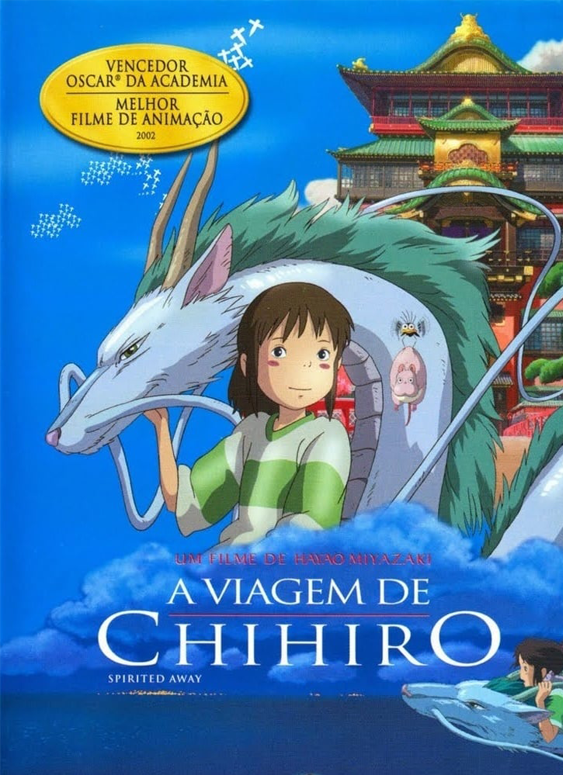 VENCEDOR
OSCAR® DA ACADEMIA
MELHOR
FILME DE ANIMAÇÃO
2002
UM FILME DE HAYAO MIYAZAKI
A VIAGEM DE
CHIHIRO
SPIRITED AWAY